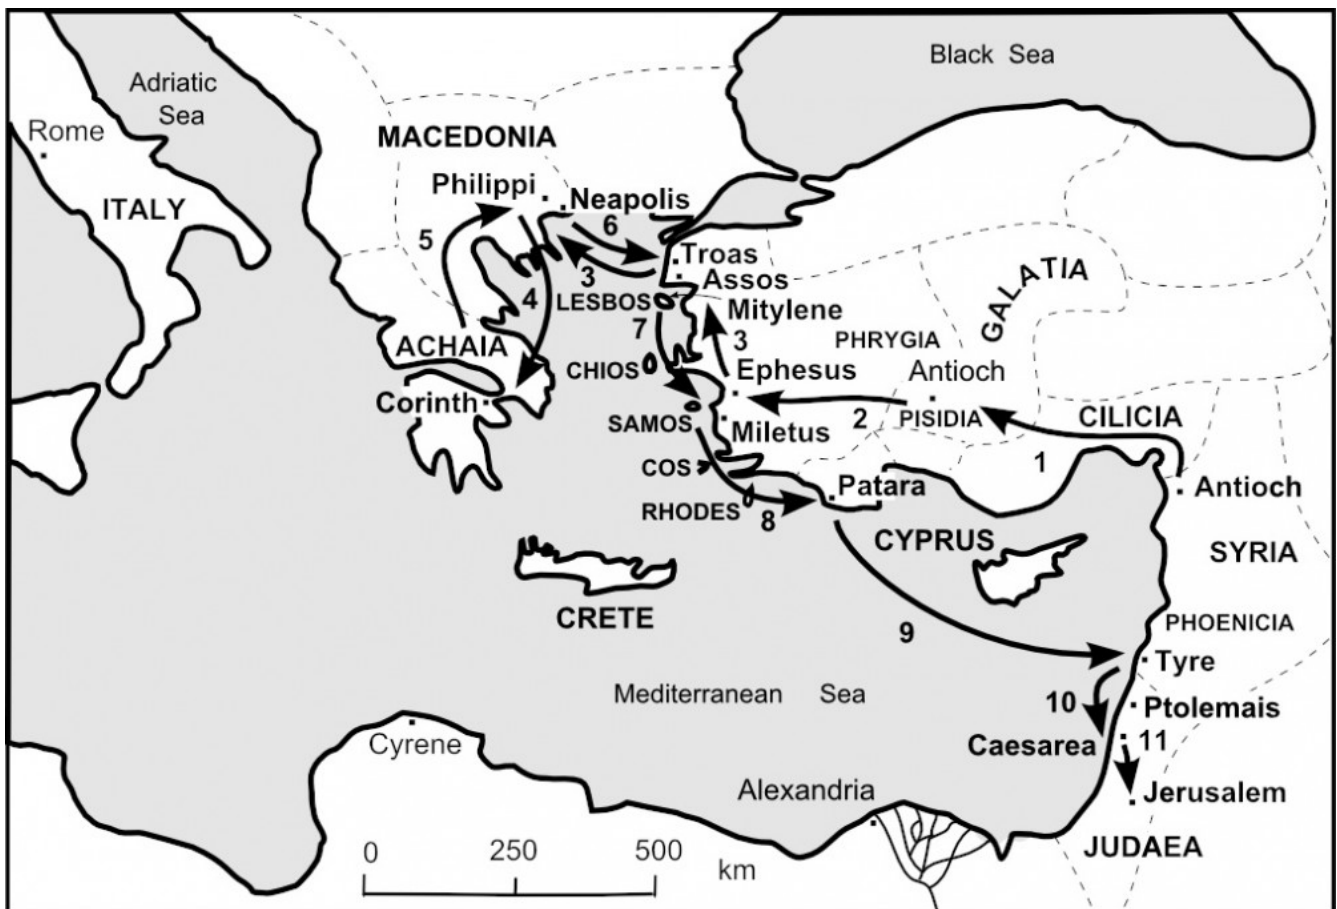 Black Sea
Adriatic
Sea
Rome
MACEDONIA
Philippi
Neapolis
ITALY
6
5
Troas
3
Assos
GALATIA
4
LESBOS
Mitylene
7
3
PHRYGIA
ACHAIA
CHIOS
Ephesus
Antioch
Corinth
2
PISIDIA
CILICIA
SAMOS
Miletus
1
COS
Patara
Antioch
RHODES
8
CYPRUS
SYRIA
CRETE
9
PHOENICIA
Tyre
Mediterranean Sea
10
Ptolemais
Cyrene
Caesarea
11
Alexandria
Jerusalem
JUDAEA
0 250 500
km